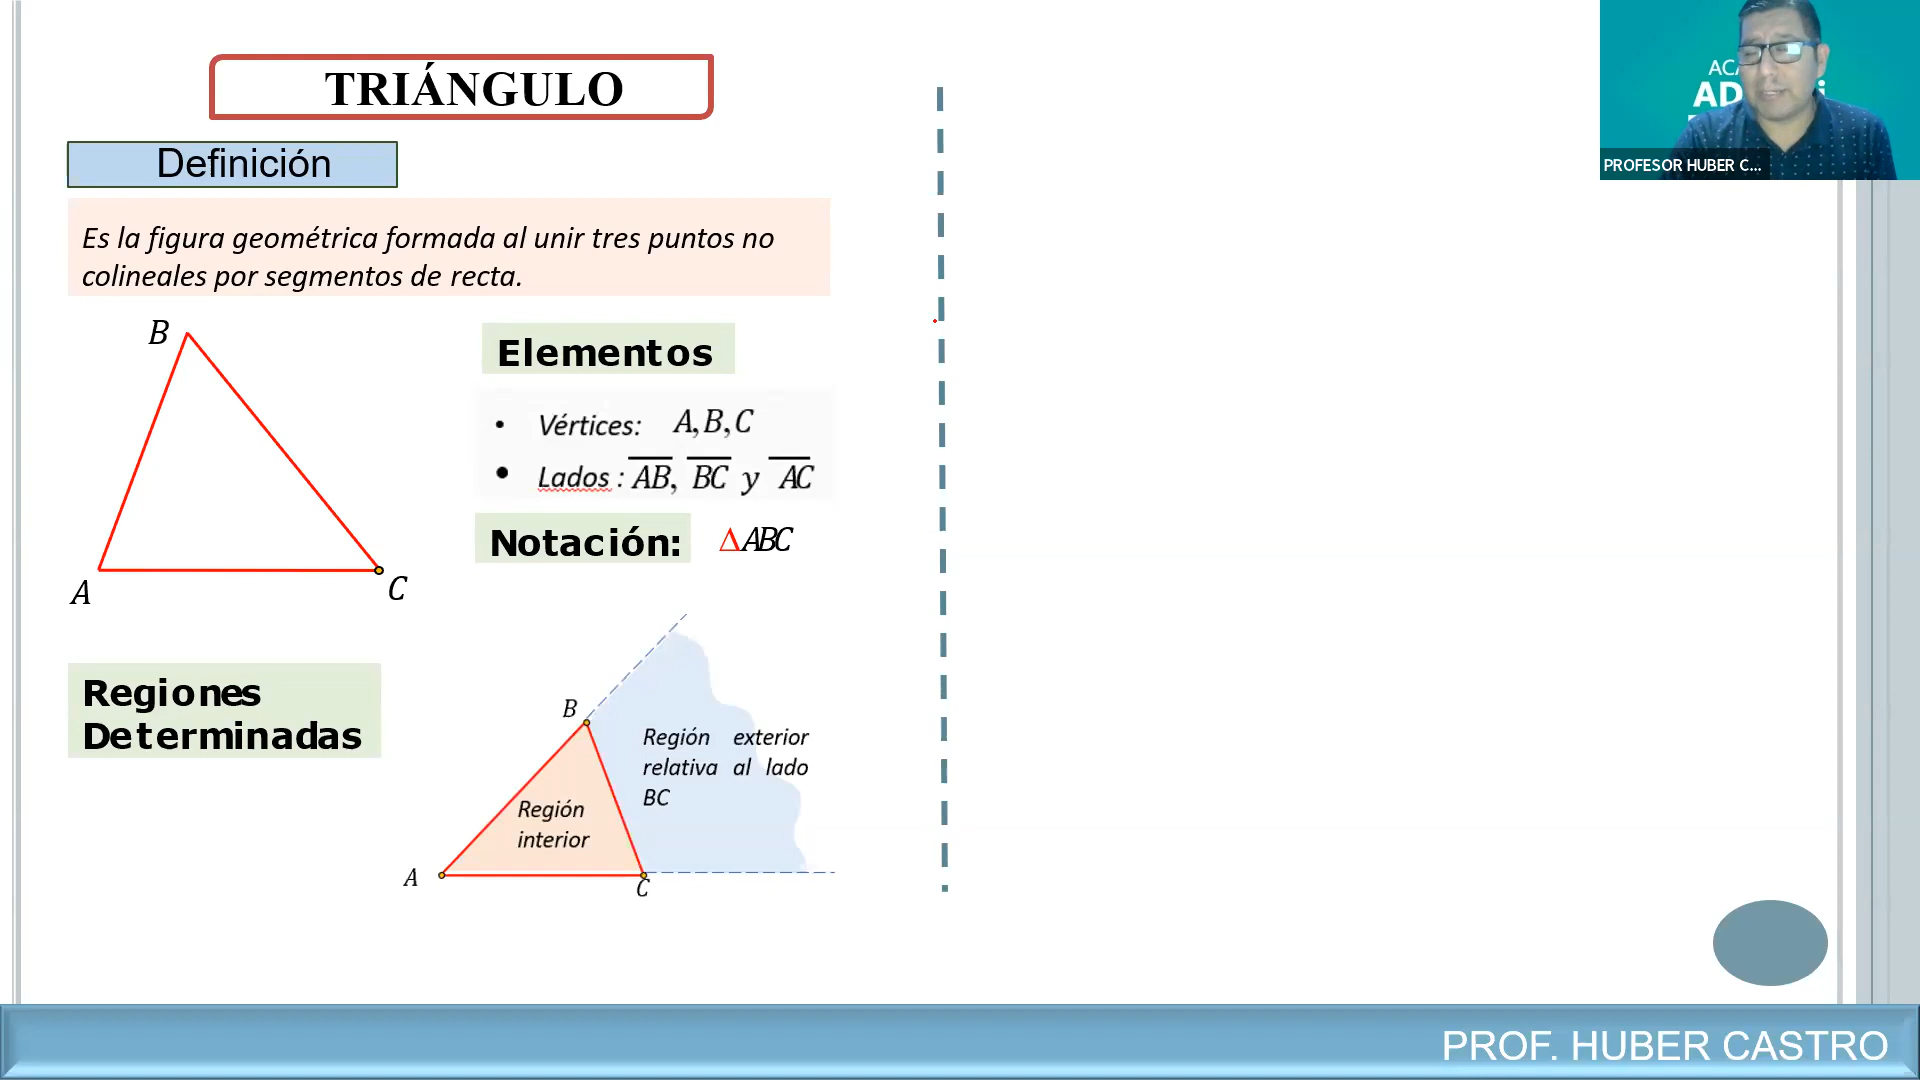 TRIÁNGULO
Definición
Es la figura geométrica formada al unir tres puntos no
colineales por segmentos de recta.
B
A
C
Elementos
• Vértices: A, B, C
• Lados : AB, BC y AC
Notación: ΔABC
Regiones
Determinadas
B
Región exterior
relativa al lado
BC
Región
interior
A
C
AD
PROFESOR HUBER C...
PROF. HUBER CASTRO